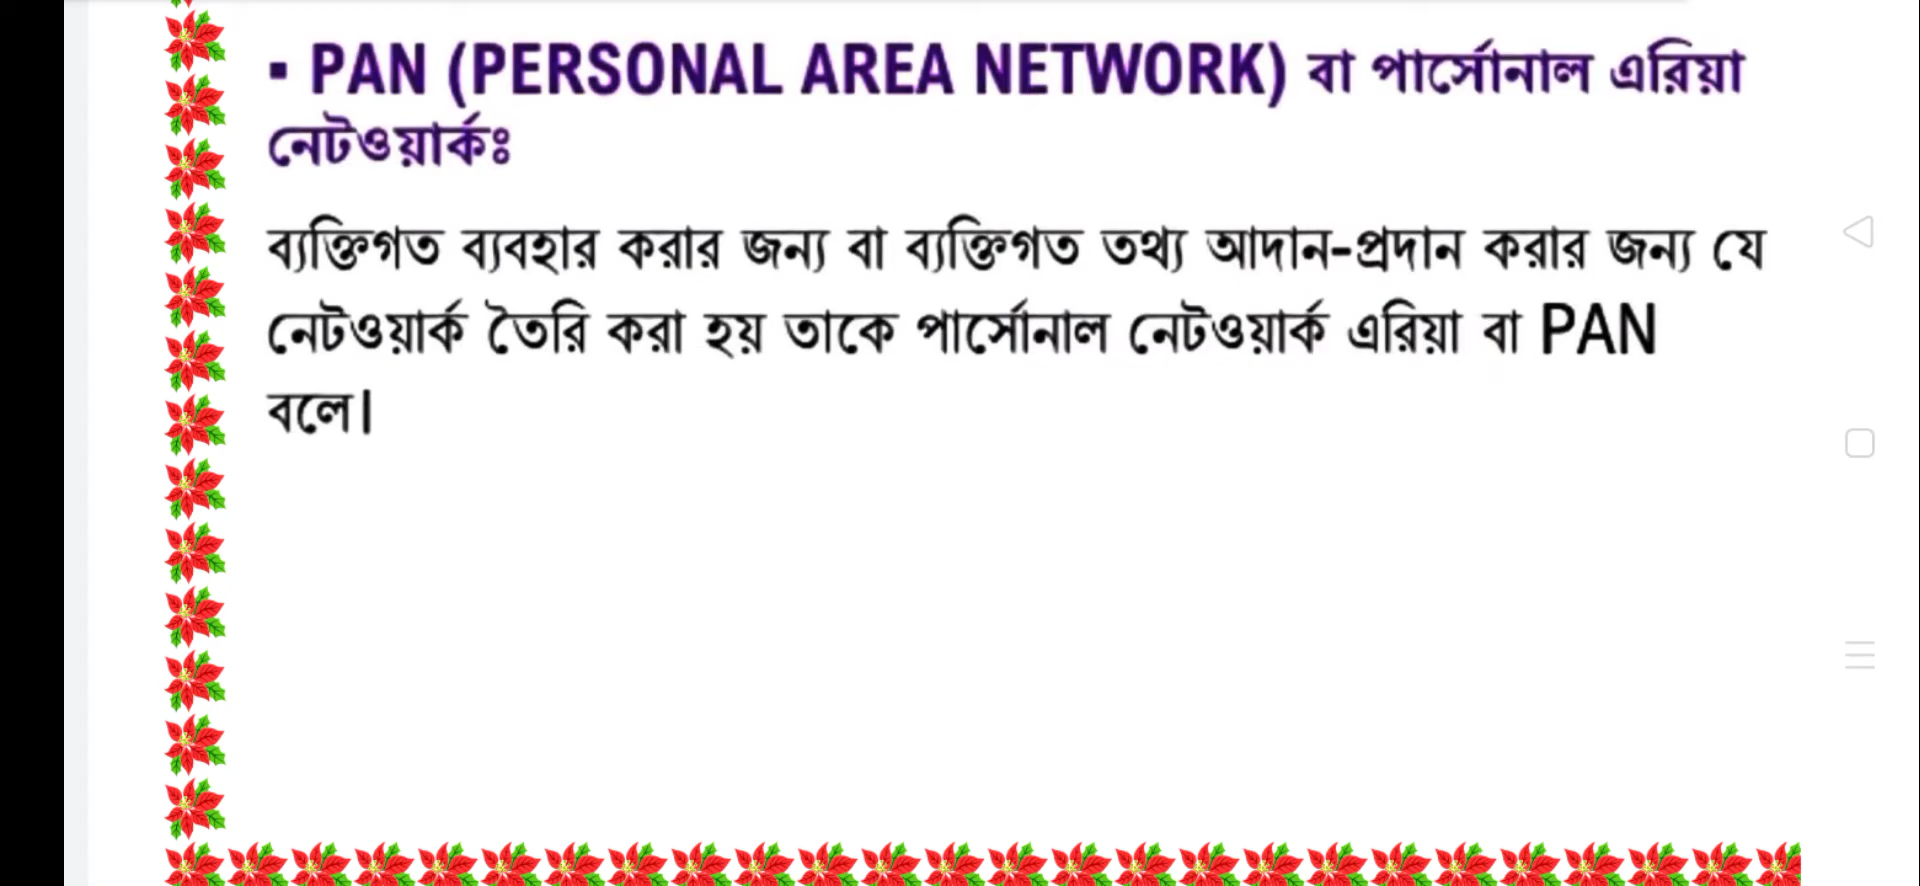 ▪ PAN (PERSONAL AREA NETWORK) বা পার্সোনাল এরিয়া
নেটওয়ার্কঃ
ব্যক্তিগত ব্যবহার করার জন্য বা ব্যক্তিগত তথ্য আদান-প্রদান করার জন্য যে
নেটওয়ার্ক তৈরি করা হয় তাকে পার্সোনাল নেটওয়ার্ক এরিয়া বা PAN
বলে।